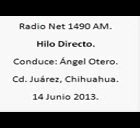 Radio Net 1490 AM.
Hilo Directo.
Conduce: Ángel Otero.
Cd. Juárez, Chihuahua.
14 Junio 2013.